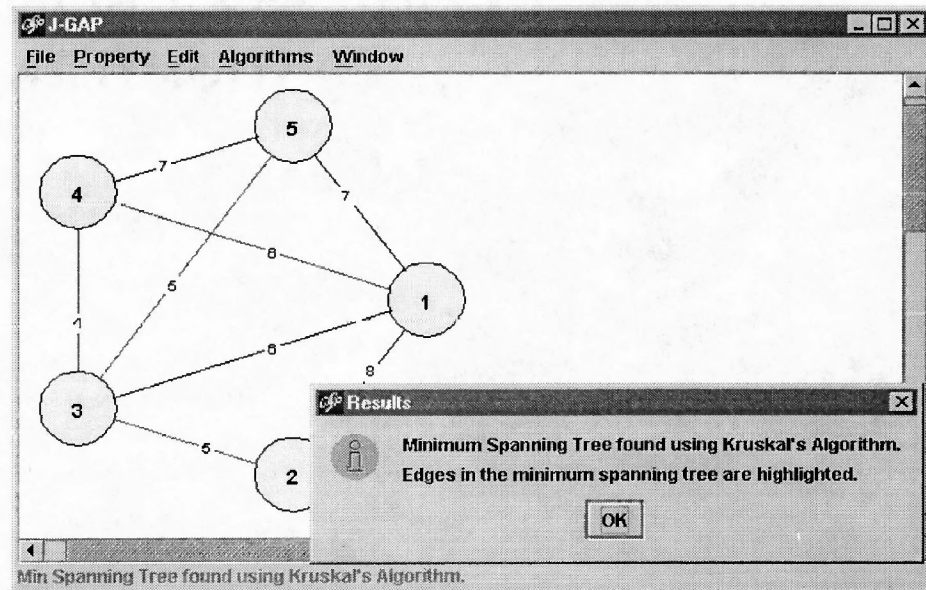 J-GAP
File Property Edit Algorithms Window
5
7
4
7
6
5
1
4
6
8
3
5
2
Results
Minimum Spanning Tree found using Kruskal's Algorithm.
Edges in the minimum spanning tree are highlighted.
OK
Min Spanning Tree found using Kruskal's Algorithm.